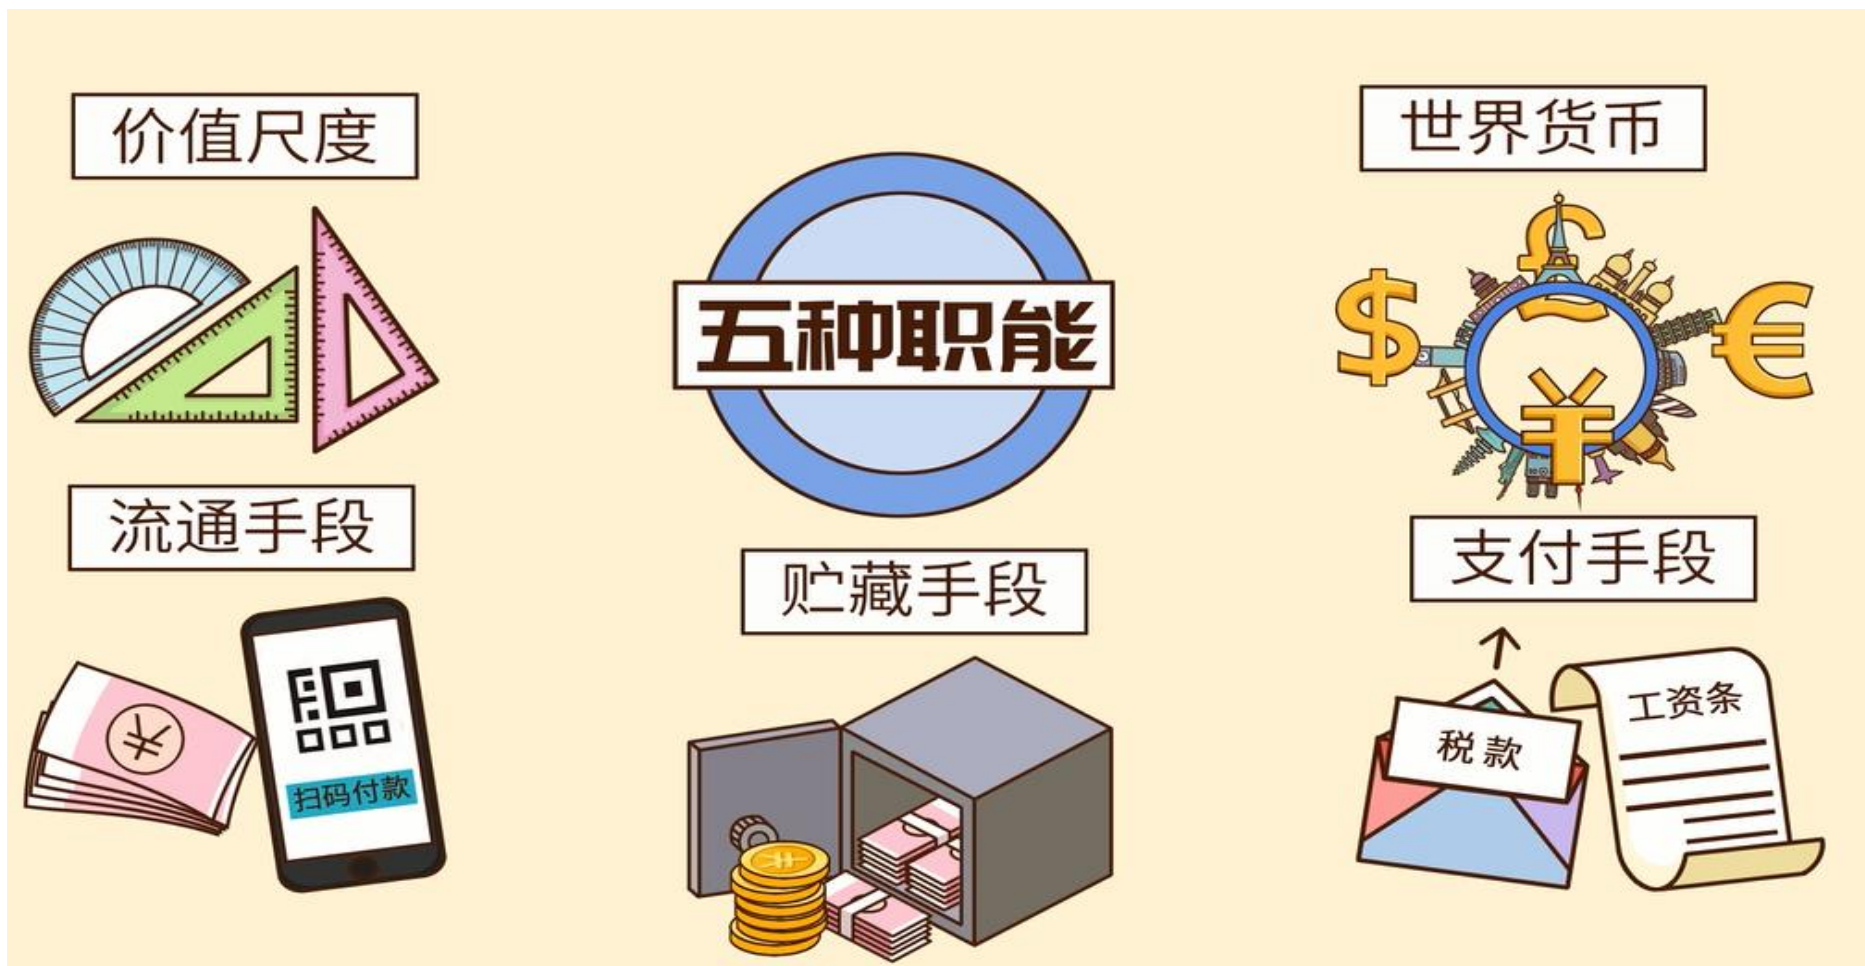 价值尺度
世界货币
五种职能
流通手段
贮藏手段
支付手段
扫码付款
税款
工资条
$
£
€
¥